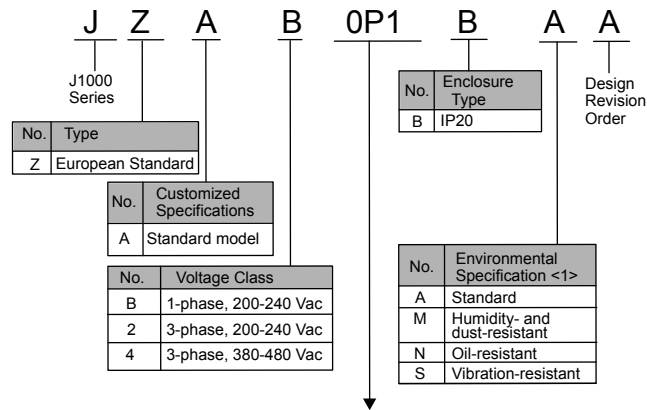 J Z A B 0P1 B A A
J1000
Series
No. Type
Z European Standard
No. Customized
Specifications
A Standard model
No. Voltage Class
B 1-phase, 200-240 Vac
2 3-phase, 200-240 Vac
4 3-phase, 380-480 Vac
No. Enclosure
Type
B IP20
Design
Revision
Order
No. Environmental
Specification <1>
A Standard
M Humidity- and
dust-resistant
N Oil-resistant
S Vibration-resistant